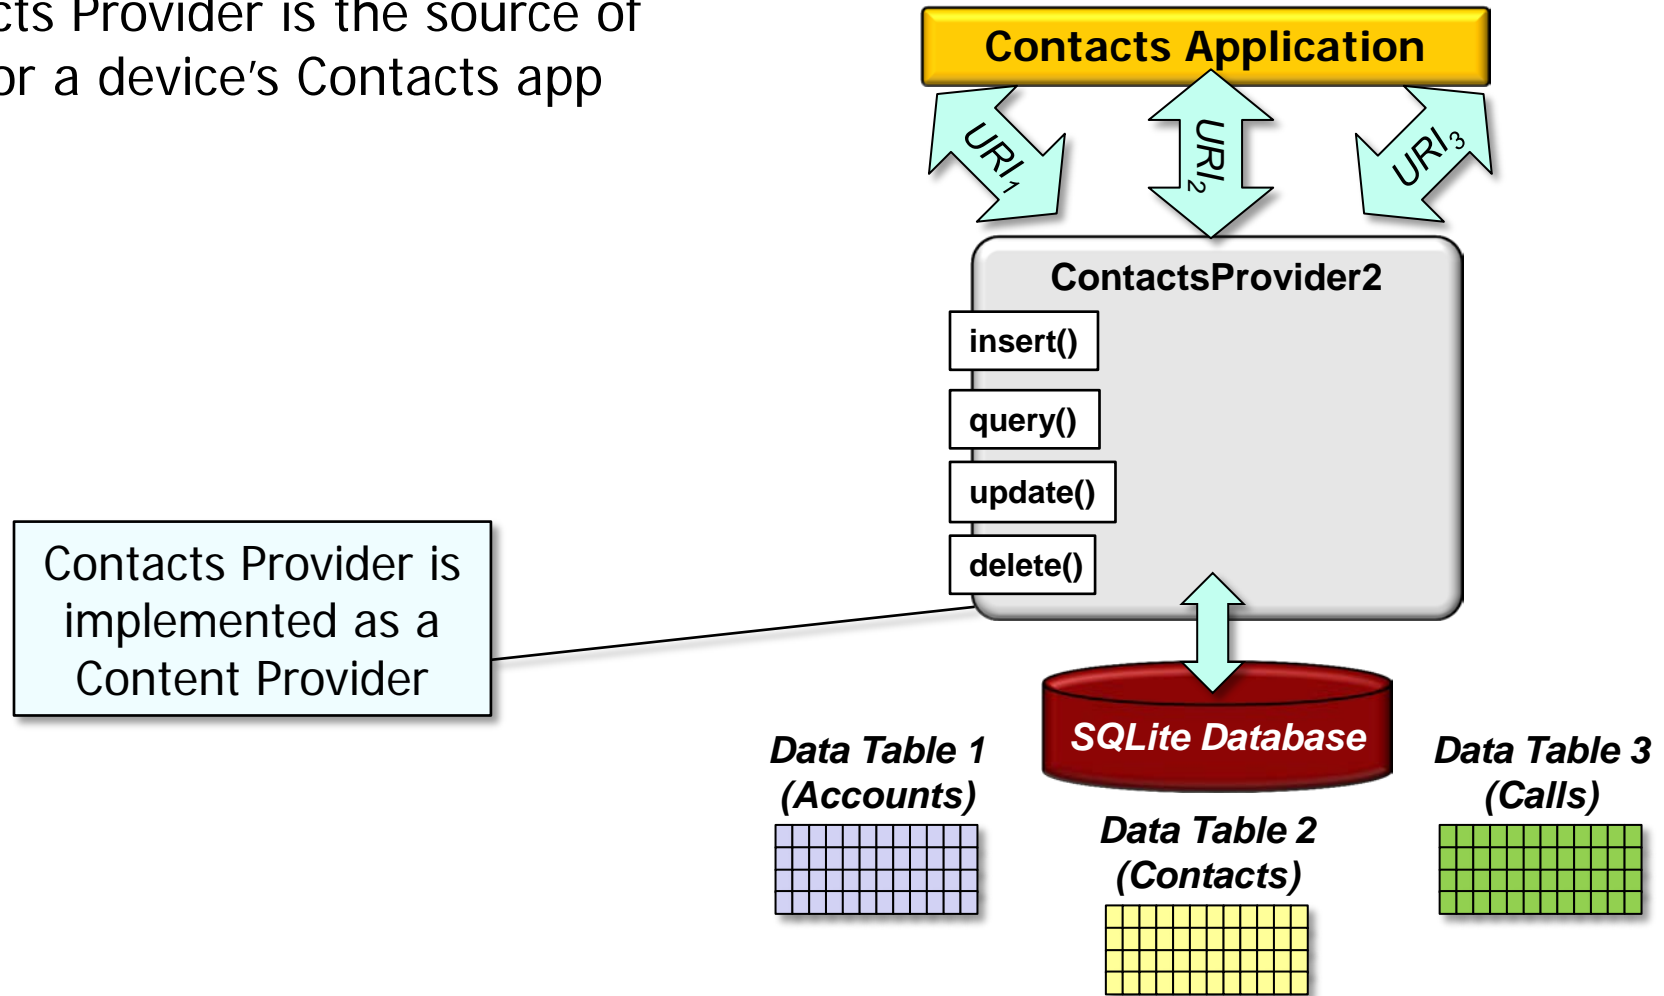 cts Provider is the source of
or a device's Contacts app
Contacts Application
URI1
URI2
URI3
ContactsProvider2
insert()
query()
update()
delete()
Contacts Provider is
implemented as a
Content Provider
SQLite Database
Data Table 1
(Accounts)
Data Table 2
(Contacts)
Data Table 3
(Calls)